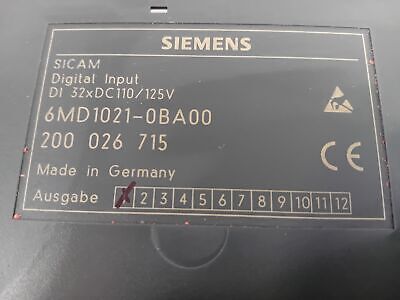 SIEMENS
SICAM
Digital Input
DI 32xDC110/125V
6MD1021-0BA00
200 026 715
Made in Germany
CE
Ausgabe 1 2 3 4 5 6 7 8 9 10 11 12